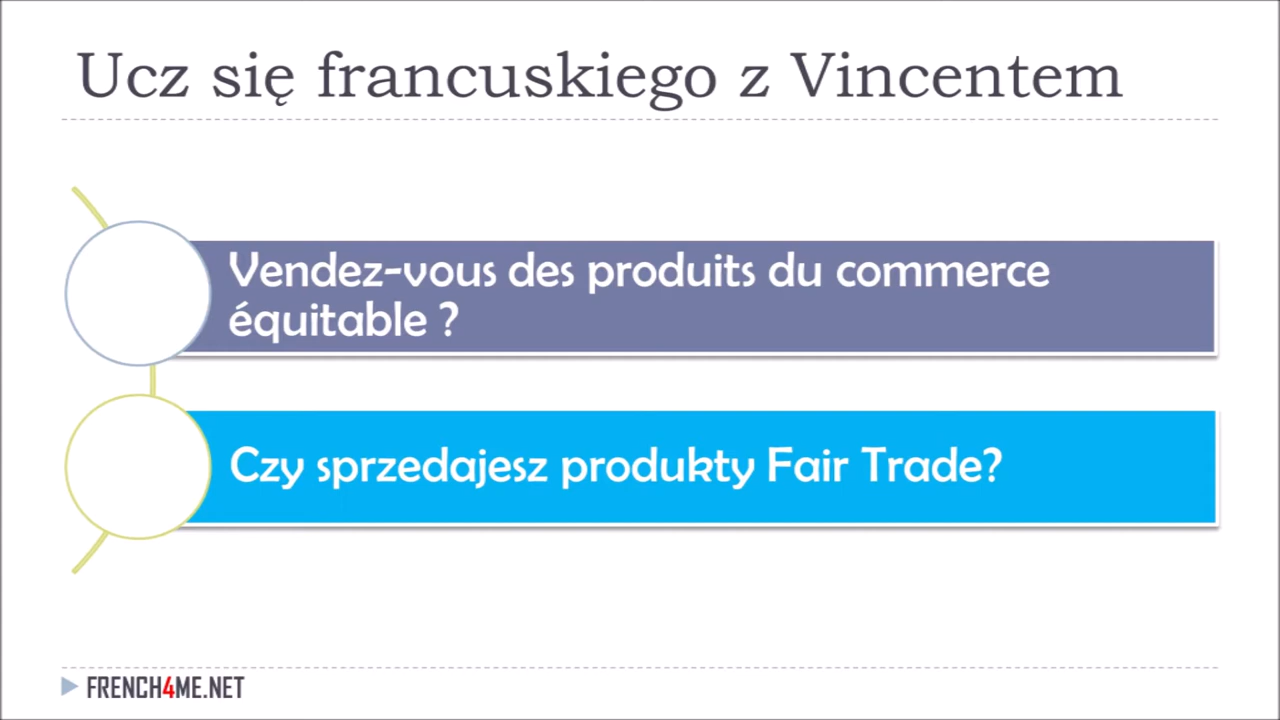 Ucz się francuskiego z Vincentem
Vendez-vous des produits du commerce
équitable ?
Czy sprzedajesz produkty Fair Trade?
FRENCH4ME.NET